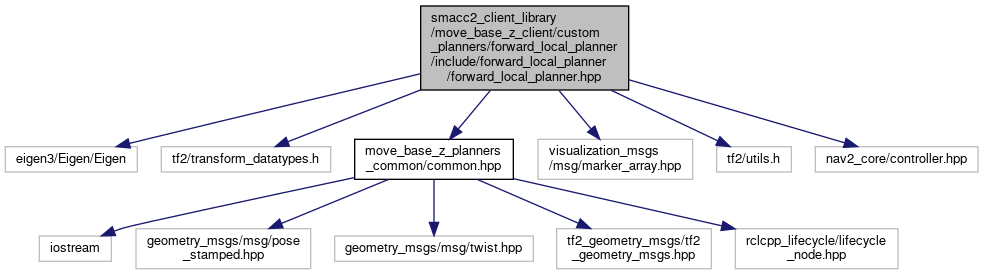 smacc2_client_library
/move_base_z_client/custom
_planners/forward_local_planner
/include/forward_local_planner
/forward_local_planner.hpp
eigen3/Eigen/Eigen
tf2/transform_datatypes.h
move_base_z_planners
_common/common.hpp
visualization_msgs
/msg/marker_array.hpp
tf2/utils.h
nav2_core/controller.hpp
iostream
geometry_msgs/msg/pose
_stamped.hpp
geometry_msgs/msg/twist.hpp
tf2_geometry_msgs/tf2
_geometry_msgs.hpp
rclcpp_lifecycle/lifecycle
_node.hpp